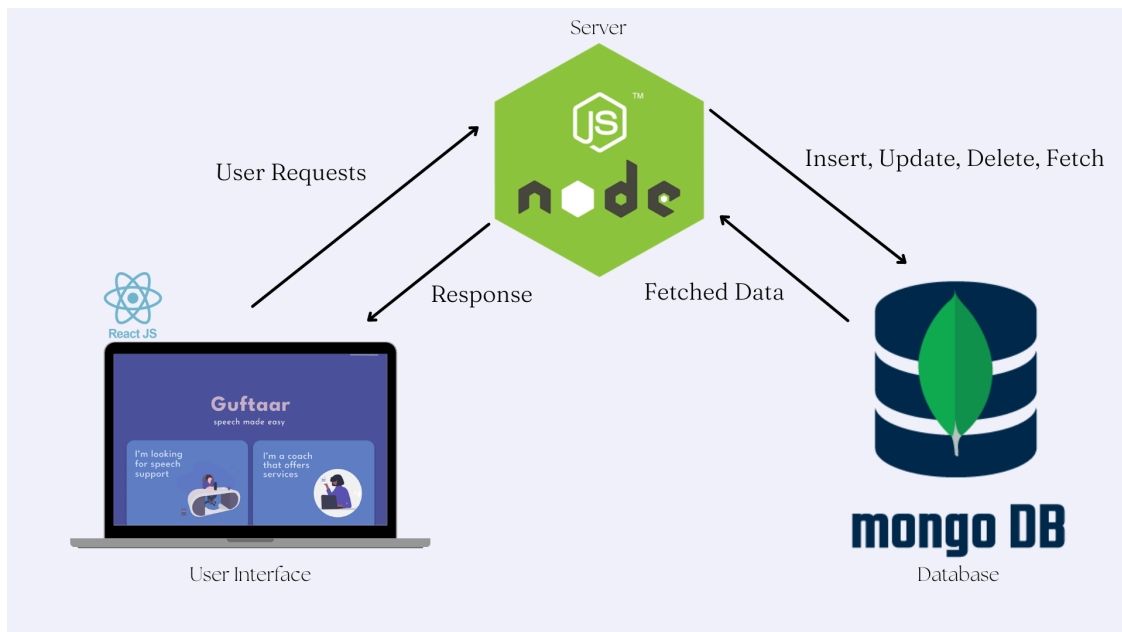 Server
JS
TM
node
User Requests
Insert, Update, Delete, Fetch
Response
Fetched Data
React JS
Guftaar
speech made easy
I'm looking
for speech
support
I'm a coach
that offers
services
mongo DB
User Interface
Database